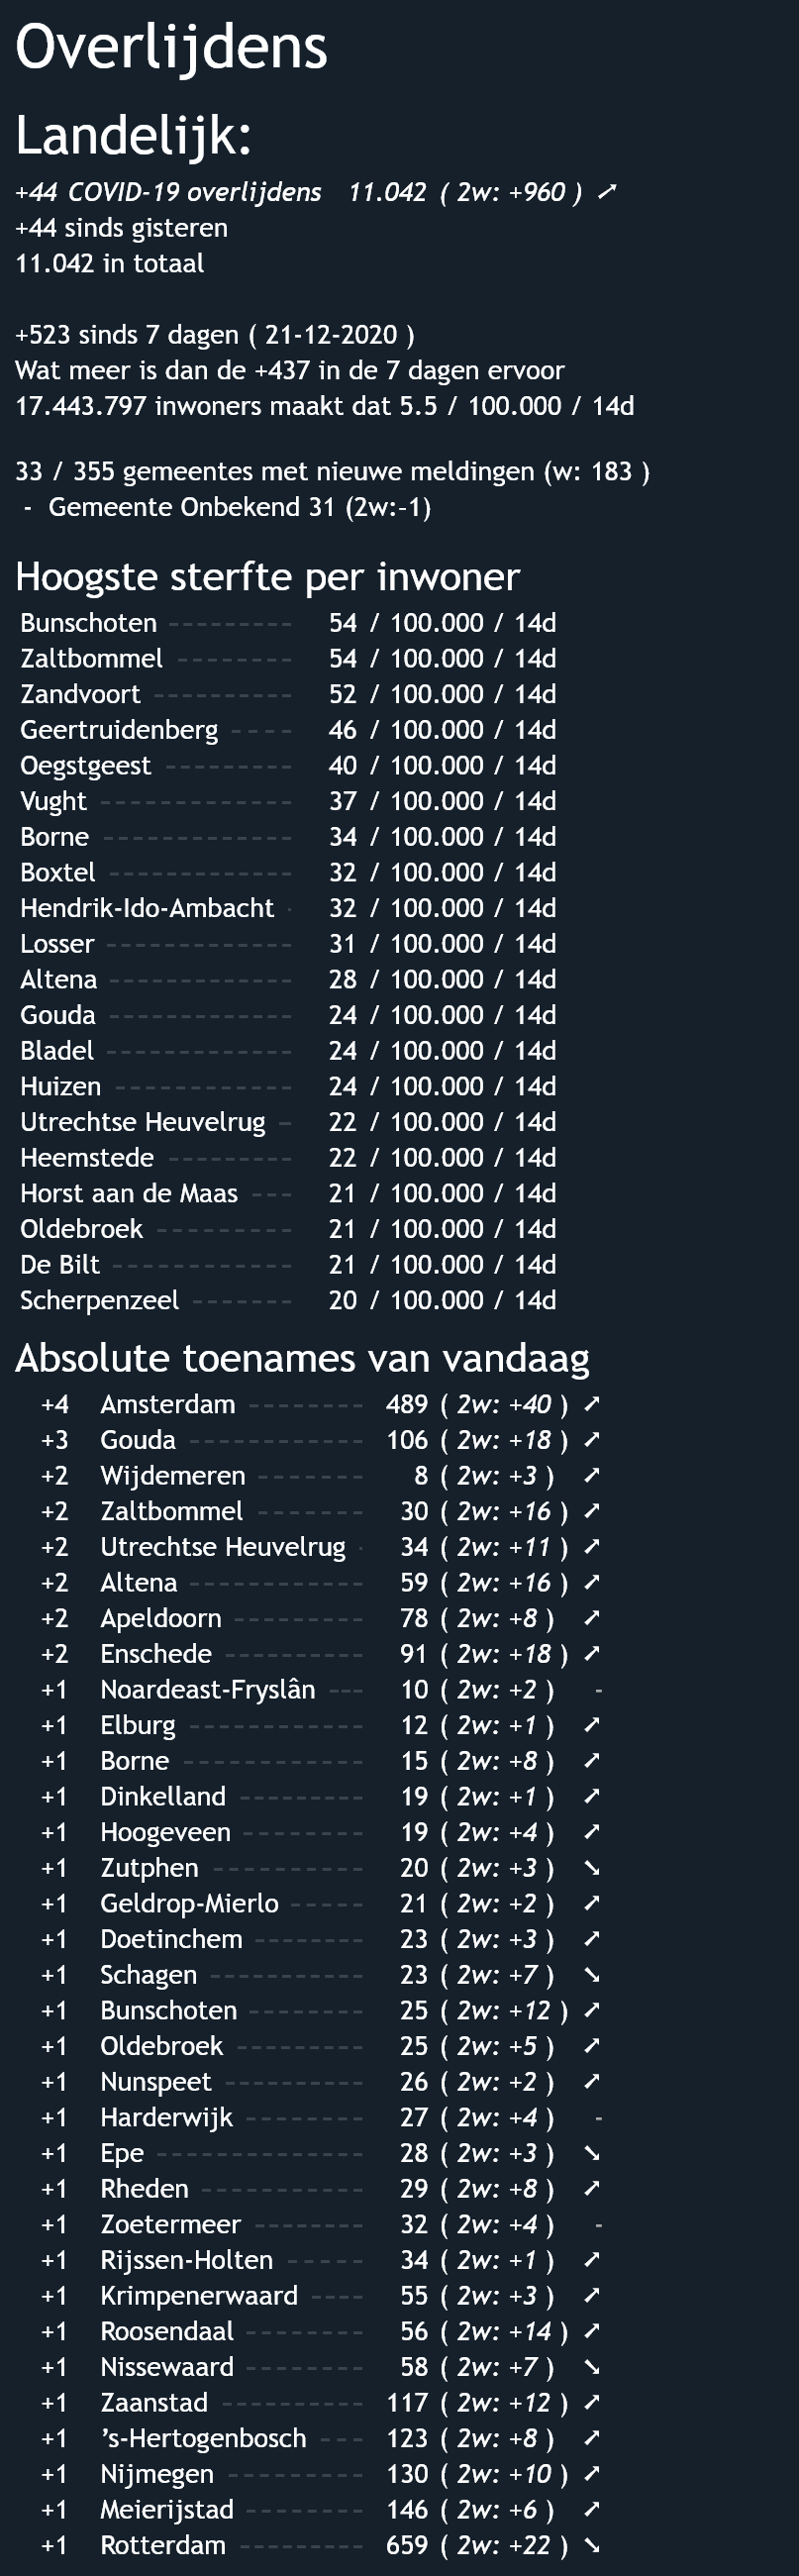 Overlijdens
Landelijk:
+44 COVID-19 overlijdens 11.042 ( 2w: +960 ) ➚
+44 sinds gisteren
11.042 in totaal
+523 sinds 7 dagen ( 21-12-2020 )
Wat meer is dan de +437 in de 7 dagen ervoor
17.443.797 inwoners maakt dat 5.5 / 100.000 / 14d
33 / 355 gemeentes met nieuwe meldingen (w: 183 )
- Gemeente Onbekend 31 (2w:-1)
Hoogste sterfte per inwoner
Bunschoten --------- 54 / 100.000 / 14d
Zaltbommel -------- 54 / 100.000 / 14d
Zandvoort ---------- 52 / 100.000 / 14d
Geertruidenberg ---- 46 / 100.000 / 14d
Oegstgeest --------- 40 / 100.000 / 14d
Vught -------------- 37 / 100.000 / 14d
Borne -------------- 34 / 100.000 / 14d
Boxtel ------------- 32 / 100.000 / 14d
Hendrik-Ido-Ambacht - 32 / 100.000 / 14d
Losser ------------- 31 / 100.000 / 14d
Altena ------------- 28 / 100.000 / 14d
Gouda ------------- 24 / 100.000 / 14d
Bladel ------------- 24 / 100.000 / 14d
Huizen ------------ 24 / 100.000 / 14d
Utrechtse Heuvelrug - 22 / 100.000 / 14d
Heemstede --------- 22 / 100.000 / 14d
Horst aan de Maas --- 21 / 100.000 / 14d
Oldebroek ---------- 21 / 100.000 / 14d
De Bilt ------------- 21 / 100.000 / 14d
Scherpenzeel ------- 20 / 100.000 / 14d
Absolute toenames van vandaag
+4 Amsterdam -------- 489 ( 2w: +40 ) ➚
+3 Gouda ------------ 106 ( 2w: +18 ) ➚
+2 Wijdemeren ------- 8 ( 2w: +3 ) ➚
+2 Zaltbommel ------- 30 ( 2w: +16 ) ➚
+2 Utrechtse Heuvelrug - 34 ( 2w: +11 ) ➚
+2 Altena ------------ 59 ( 2w: +16 ) ➚
+2 Apeldoorn --------- 78 ( 2w: +8 ) ➚
+2 Enschede ---------- 91 ( 2w: +18 ) ➚
+1 Noardeast-Fryslân --- 10 ( 2w: +2 ) -
+1 Elburg ------------ 12 ( 2w: +1 ) ➚
+1 Borne ------------- 15 ( 2w: +8 ) ➚
+1 Dinkelland --------- 19 ( 2w: +1 ) ➚
+1 Hoogeveen -------- 19 ( 2w: +4 ) ➚
+1 Zutphen ---------- 20 ( 2w: +3 ) ➘
+1 Geldrop-Mierlo ----- 21 ( 2w: +2 ) ➚
+1 Doetinchem -------- 23 ( 2w: +3 ) ➚
+1 Schagen ----------- 23 ( 2w: +7 ) ➘
+1 Bunschoten -------- 25 ( 2w: +12 ) ➚
+1 Oldebroek --------- 25 ( 2w: +5 ) ➚
+1 Nunspeet ---------- 26 ( 2w: +2 ) ➚
+1 Harderwijk -------- 27 ( 2w: +4 ) -
+1 Epe --------------- 28 ( 2w: +3 ) ➘
+1 Rheden ------------ 29 ( 2w: +8 ) ➚
+1 Zoetermeer -------- 32 ( 2w: +4 ) -
+1 Rijssen-Holten ----- 34 ( 2w: +1 ) ➚
+1 Krimpenerwaard ---- 55 ( 2w: +3 ) ➚
+1 Roosendaal -------- 56 ( 2w: +14 ) ➚
+1 Nissewaard -------- 58 ( 2w: +7 ) ➘
+1 Zaanstad ---------- 117 ( 2w: +12 ) ➚
+1 ’s-Hertogenbosch --- 123 ( 2w: +8 ) ➚
+1 Nijmegen ---------- 130 ( 2w: +10 ) ➚
+1 Meierijstad -------- 146 ( 2w: +6 ) ➚
+1 Rotterdam --------- 659 ( 2w: +22 ) ➘